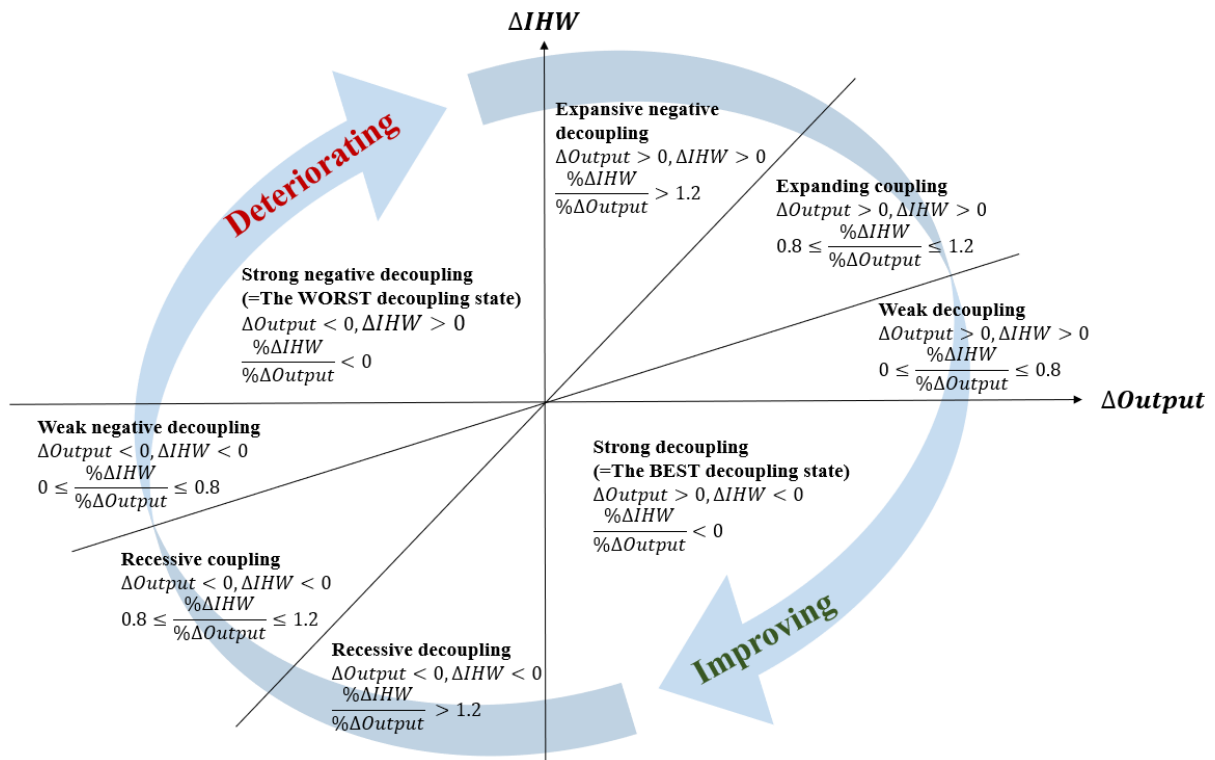 ΔIHW
Deteriorating
Expansive negative
decoupling
ΔOutput > 0, ΔIHW > 0
%ΔIHW
%ΔOutput > 1.2
Expanding coupling
ΔOutput > 0, ΔIHW > 0
0.8 ≤ %ΔIHW
%ΔOutput ≤ 1.2
Strong negative decoupling
(=The WORST decoupling state)
ΔOutput < 0, ΔIHW > 0
%ΔIHW
%ΔOutput < 0
Weak decoupling
ΔOutput > 0, ΔIHW > 0
0 ≤ %ΔIHW
%ΔOutput ≤ 0.8
ΔOutput
Weak negative decoupling
ΔOutput < 0, ΔIHW < 0
0 ≤ %ΔIHW
%ΔOutput ≤ 0.8
Strong decoupling
(=The BEST decoupling state)
ΔOutput > 0, ΔIHW < 0
%ΔIHW
%ΔOutput < 0
Recessive coupling
ΔOutput < 0, ΔIHW < 0
0.8 ≤ %ΔIHW
%ΔOutput ≤ 1.2
Recessive decoupling
ΔOutput < 0, ΔIHW < 0
%ΔIHW
%ΔOutput > 1.2
Improving